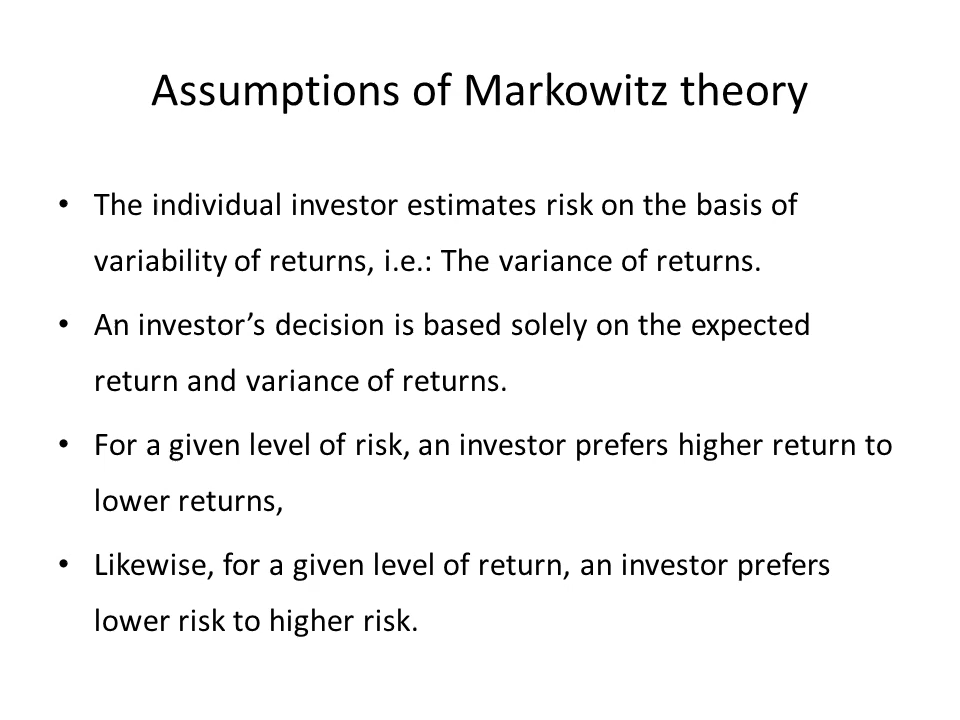 Assumptions of Markowitz theory
• The individual investor estimates risk on the basis of
variability of returns, i.e.: The variance of returns.
• An investor’s decision is based solely on the expected
return and variance of returns.
• For a given level of risk, an investor prefers higher return to
lower returns,
• Likewise, for a given level of return, an investor prefers
lower risk to higher risk.